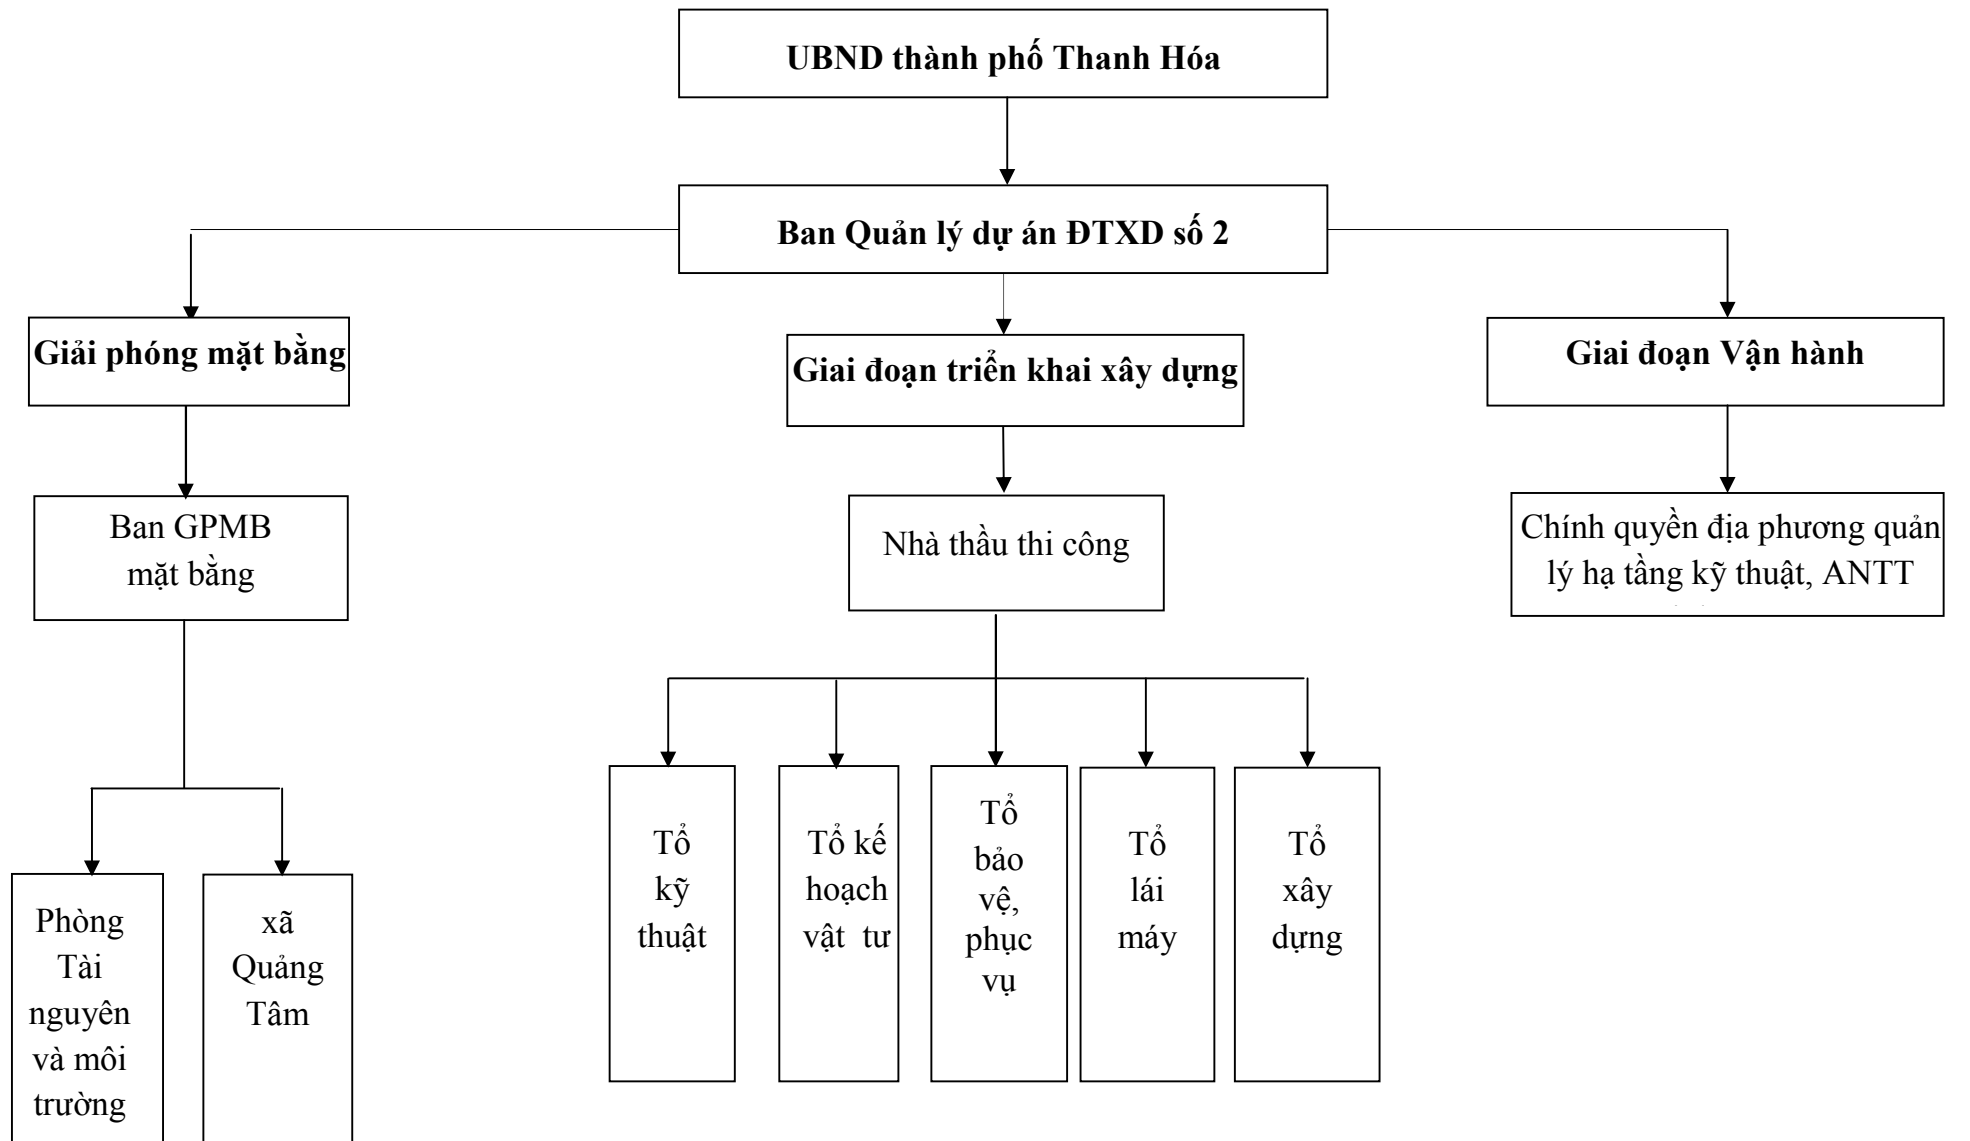 UBND thành phố Thanh Hóa
Ban Quản lý dự án ĐTXD số 2
Giải phóng mặt bằng
Giai đoạn triển khai xây dựng
Giai đoạn Vận hành
Ban GPMB
mặt bằng
Nhà thầu thi công
Chính quyền địa phương quản
lý hạ tầng kỹ thuật, ANTT
Tổ
kỹ
thuật
Tổ kế
hoạch
vật tư
Tổ
bảo
vệ,
phục
vụ
Tổ
lái
máy
Tổ
xây
dựng
Phòng
Tài
nguyên
và môi
trường
xã
Quảng
Tâm